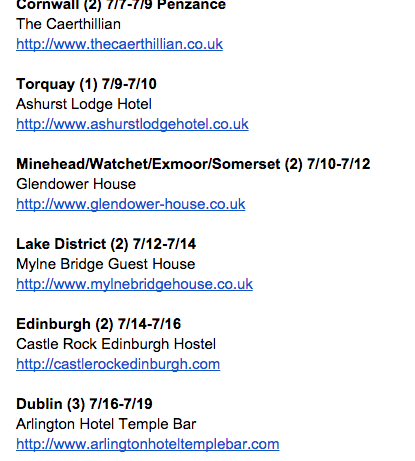 Cornwall (2) 7/7-7/9 Penzance
The Caerthillian
http://www.thecaerthillian.co.uk
Torquay (1) 7/9-7/10
Ashurst Lodge Hotel
http://www.ashurstlodgehotel.co.uk
Minehead/Watchet/Exmoor/Somerset (2) 7/10-7/12
Glendower House
http://www.glendower-house.co.uk
Lake District (2) 7/12-7/14
Mylne Bridge Guest House
http://www.mylnebridgehouse.co.uk
Edinburgh (2) 7/14-7/16
Castle Rock Edinburgh Hostel
http://castlerockedinburgh.com
Dublin (3) 7/16-7/19
Arlington Hotel Temple Bar
http://www.arlingtonhoteltemplebar.com